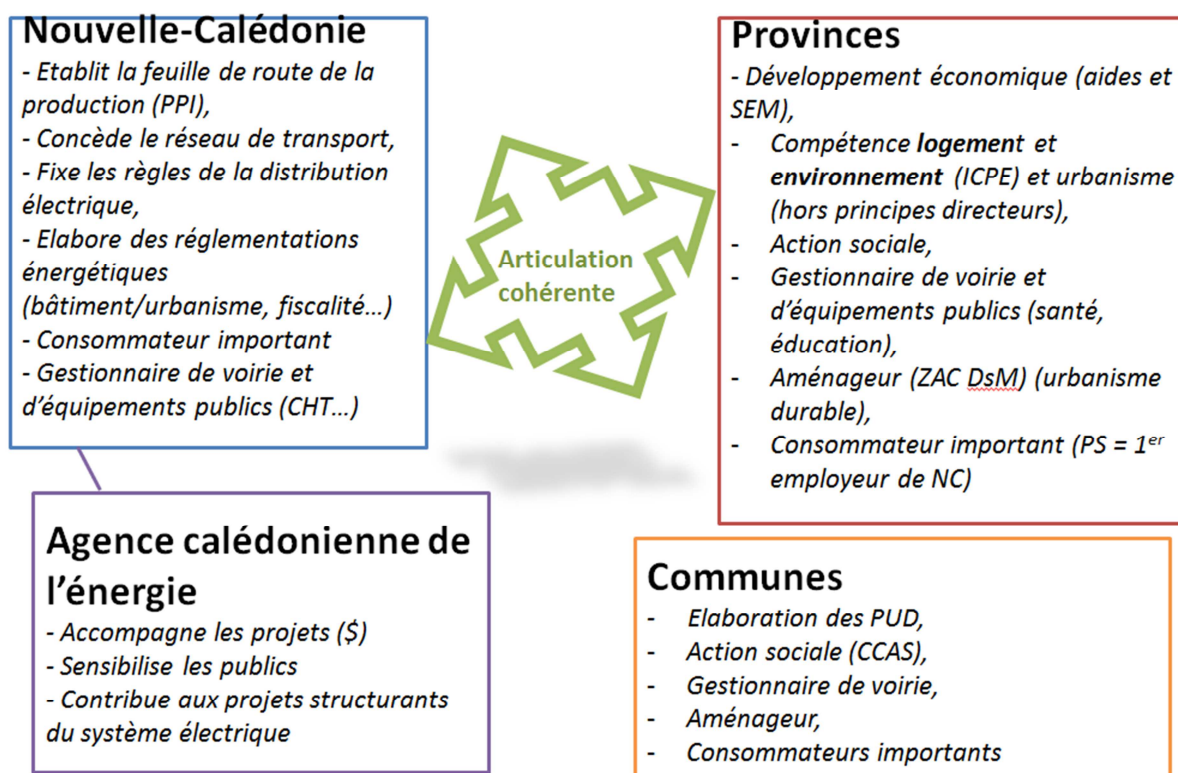 Nouvelle-Calédonie
- Etablit la feuille de route de la
production (PPI),
- Concède le réseau de transport,
- Fixe les règles de la distribution
électrique,
- Elabore des réglementations
énergétiques
(bâtiment/urbanisme, fiscalité…)
- Consommateur important
- Gestionnaire de voirie et
d’équipements publics (CHT…)
Articulation
cohérente
Provinces
- Développement économique (aides et
SEM),
- Compétence logement et
environnement (ICPE) et urbanisme
(hors principes directeurs),
- Action sociale,
- Gestionnaire de voirie et
d’équipements publics (santé,
éducation),
- Aménageur (ZAC DsM) (urbanisme
durable),
- Consommateur important (PS = 1er
employeur de NC)
Agence calédonienne de
l’énergie
- Accompagne les projets ($)
- Sensibilise les publics
- Contribue aux projets structurants
du système électrique
Communes
- Elaboration des PUD,
- Action sociale (CCAS),
- Gestionnaire de voirie,
- Aménageur,
- Consommateurs importants